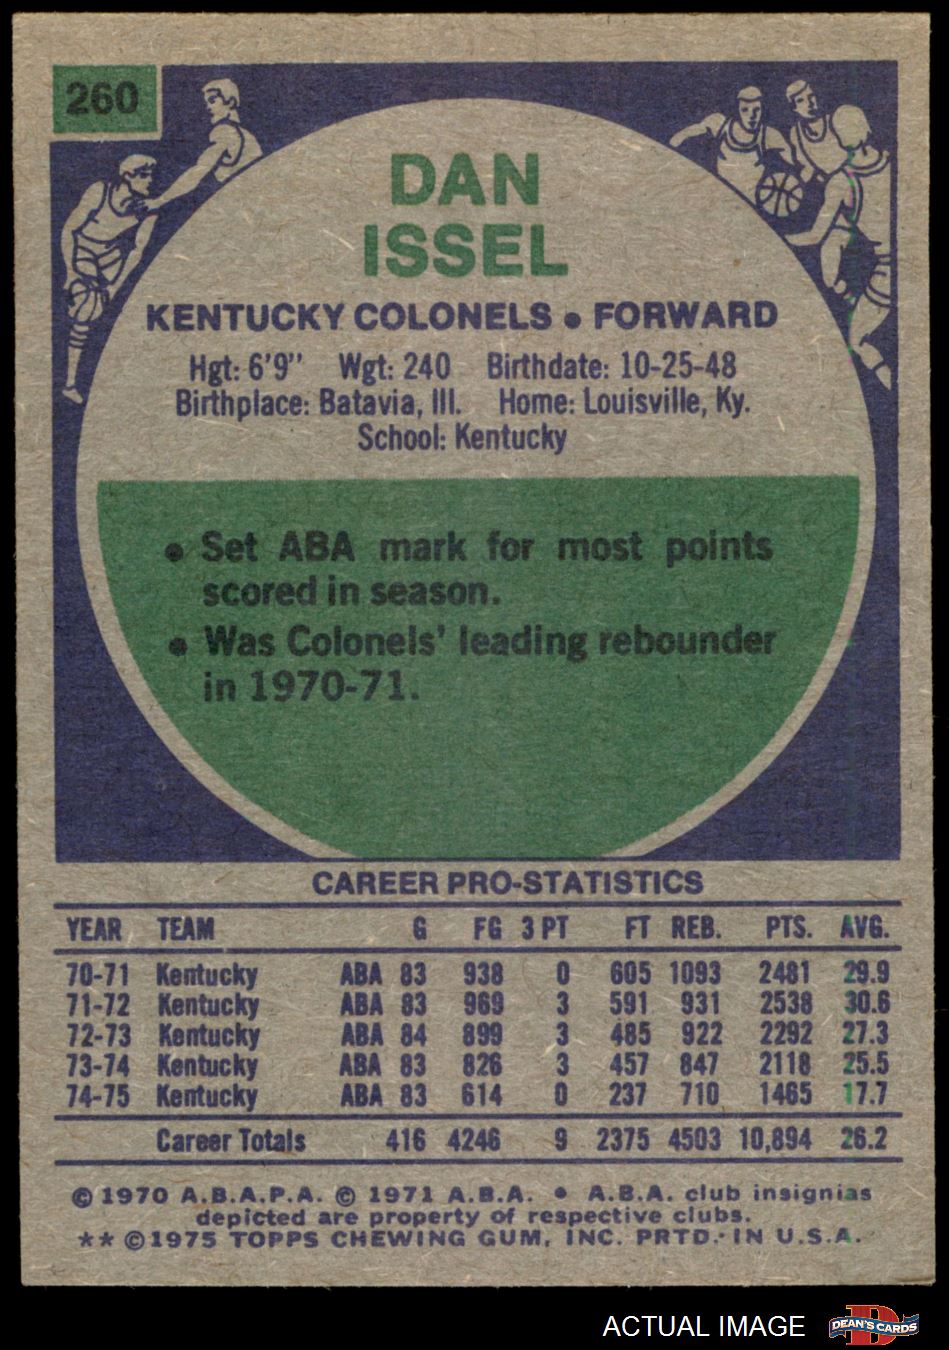 260
DAN
ISSEL
KENTUCKY COLONELS • FORWARD
Hgt: 6'9" Wgt: 240 Birthdate: 10-25-48
Birthplace: Batavia, Ill. Home: Louisville, Ky.
School: Kentucky
• Set ABA mark for most points
scored in season.
• Was Colonels' leading rebounder
in 1970-71.
CAREER PRO-STATISTICS
YEAR TEAM G FG 3 PT FT REB. PTS. AVG.
70-71 Kentucky ABA 83 938 0 605 1093 2481 29.9
71-72 Kentucky ABA 83 969 3 591 931 2538 30.6
72-73 Kentucky ABA 84 899 3 485 922 2292 27.3
73-74 Kentucky ABA 83 826 3 457 847 2118 25.5
74-75 Kentucky ABA 83 614 0 237 710 1465 17.7
Career Totals 416 4246 9 2375 4503 10,894 26.2
© 1970 A.B.A.P.A. © 1971 A.B.A. • A.B.A. club insignias
depicted are property of respective clubs.
** ©1975 TOPPS CHEWING GUM, INC. PRTD. IN U.S.A.
ACTUAL IMAGE DEAN'S CARDS